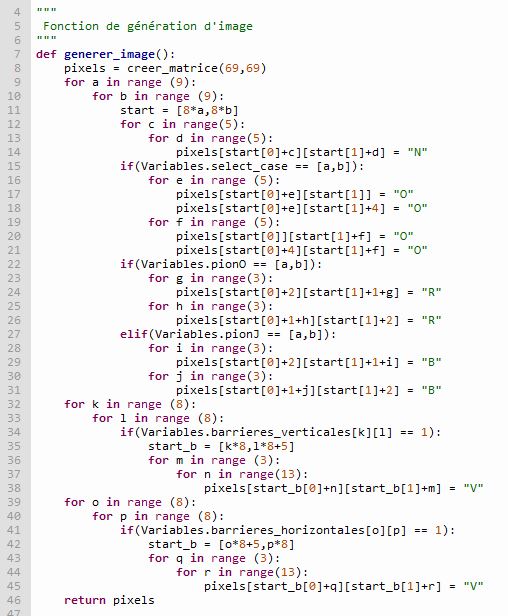 4 """
5  Fonction de génération d'image
6 """
7 def generer_image():
8     pixels = creer_matrice(69,69)
9     for a in range (9):
10         for b in range (9):
11             start = [8*a,8*b]
12             for c in range(5):
13                 for d in range(5):
14                     pixels[start[0]+c][start[1]+d] = "N"
15             if(Variables.select_case == [a,b]):
16                 for e in range (5):
17                     pixels[start[0]+e][start[1]] = "O"
18                     pixels[start[0]+e][start[1]+4] = "O"
19                 for f in range (5):
20                     pixels[start[0]][start[1]+f] = "O"
21                     pixels[start[0]+4][start[1]+f] = "O"
22             if(Variables.pionO == [a,b]):
23                 for g in range(3):
24                     pixels[start[0]+2][start[1]+1+g] = "R"
25                 for h in range(3):
26                     pixels[start[0]+1+h][start[1]+2] = "R"
27             elif(Variables.pionJ == [a,b]):
28                 for i in range(3):
29                     pixels[start[0]+2][start[1]+1+i] = "B"
30                 for j in range(3):
31                     pixels[start[0]+1+j][start[1]+2] = "B"
32     for k in range (8):
33         for l in range (8):
34             if(Variables.barrieres_verticales[k][l] == 1):
35                 start_b = [k*8,l*8+5]
36                 for m in range (3):
37                     for n in range(13):
38                         pixels[start_b[0]+n][start_b[1]+m] = "V"
39     for o in range (8):
40         for p in range (8):
41             if(Variables.barrieres_horizontales[o][p] == 1):
42                 start_b = [o*8+5,p*8]
43                 for q in range (3):
44                     for r in range(13):
45                         pixels[start_b[0]+q][start_b[1]+r] = "V"
46     return pixels
47